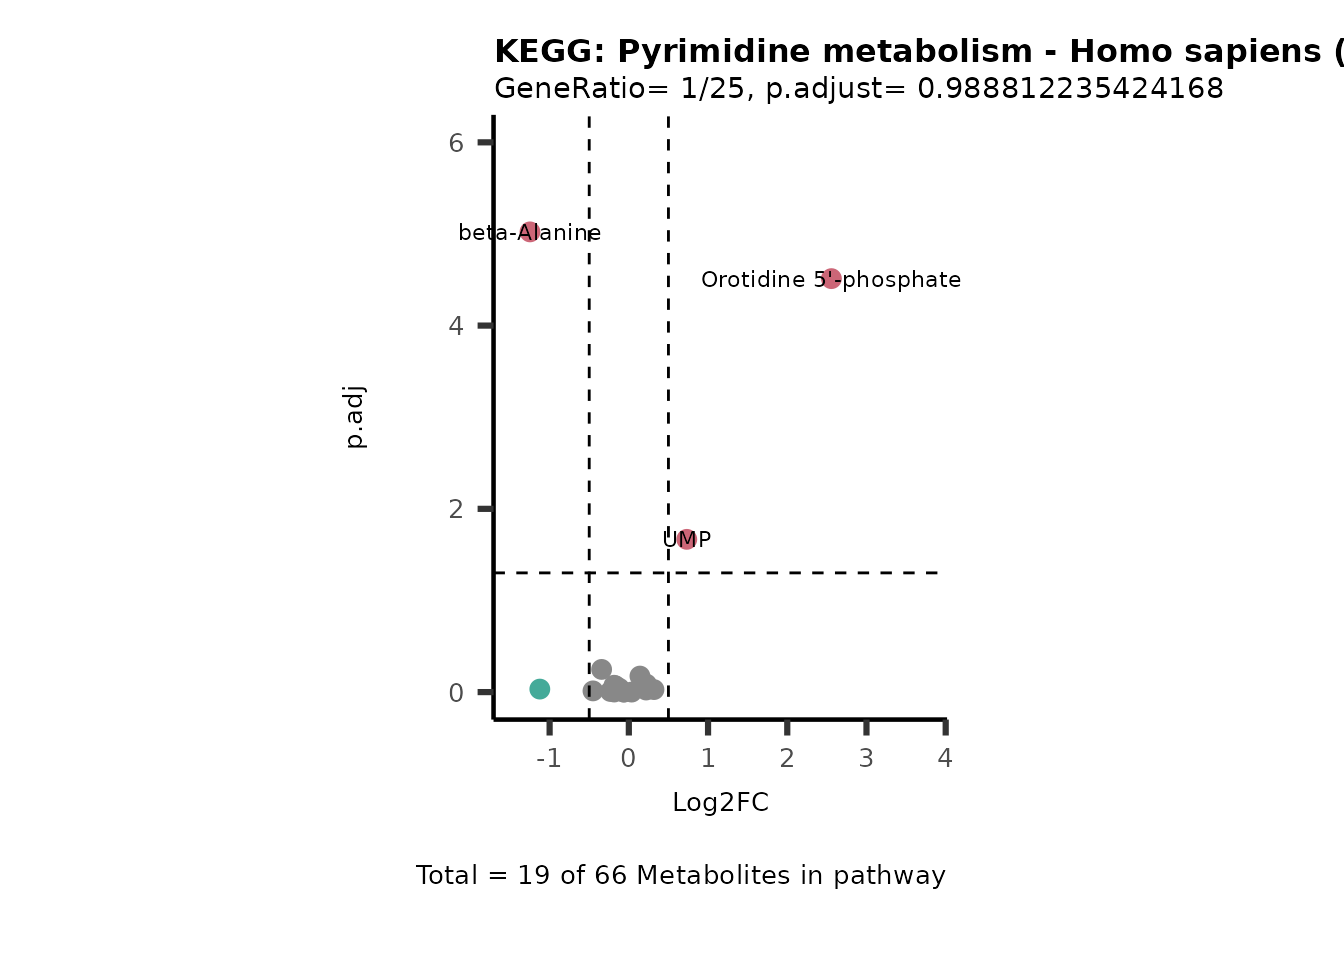 KEGG: Pyrimidine metabolism - Homo sapiens (
GeneRatio= 1/25, p.adjust= 0.988812235424168
6
beta-Alanine
Orotidine 5'-phosphate
4
p.adj
2
UMP
0
-1 0 1 2 3 4
Log2FC
Total = 19 of 66 Metabolites in pathway